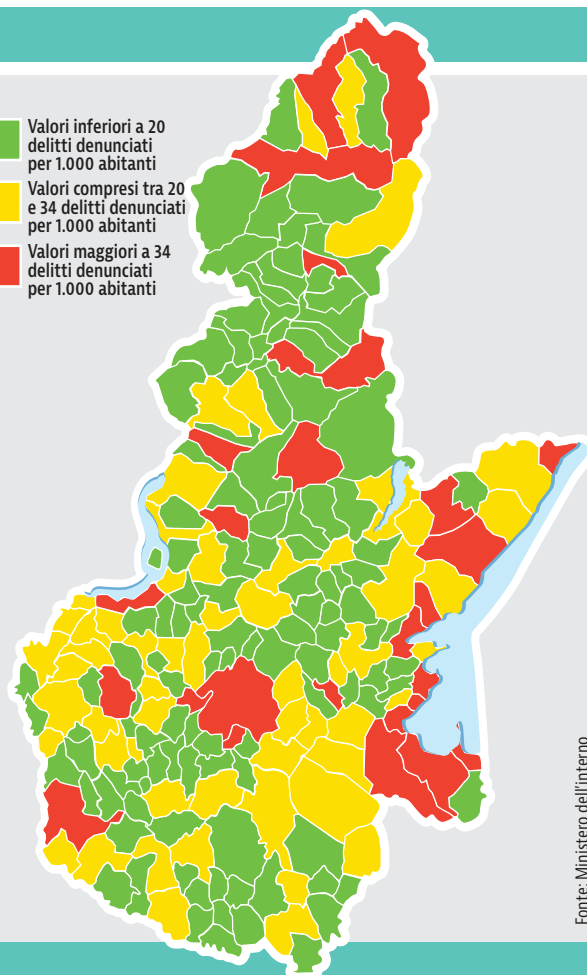 Valori inferiori a 20
delitti denunciati
per 1.000 abitanti
Valori compresi tra 20
e 34 delitti denunciati
per 1.000 abitanti
Valori maggiori a 34
delitti denunciati
per 1.000 abitanti
Fonte: Ministero dell'interno